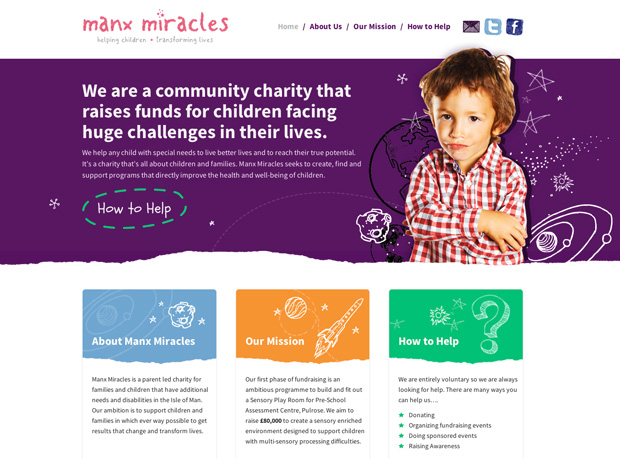 manx miracles
helping children • Transforming lives
Home / About Us / Our Mission / How to Help
We are a community charity that
raises funds for children facing
huge challenges in their lives.
We help any child with special needs to live better lives and to reach their true potential.
It's a charity that's all about children and families. Manx Miracles seeks to create, find and
support programs that directly improve the health and well-being of children.
How to Help
About Manx Miracles
Manx Miracles is a parent led charity for
families and children that have additional
needs and disabilities in the Isle of Man.
Our ambition is to support children and
families in which ever way possible to get
results that change and transform lives.
Our Mission
Our first phase of fundraising is an
ambitious programme to build and fit out
a Sensory Play Room for Pre-School
Assessment Centre, Pulrose. We aim to
raise £80,000 to create a sensory enriched
environment designed to support children
with multi-sensory processing difficulties.
How to Help
We are entirely voluntary so we are always
looking for help. There are many ways you
can help us....
Donating
Organizing fundraising events
Doing sponsored events
Raising Awareness